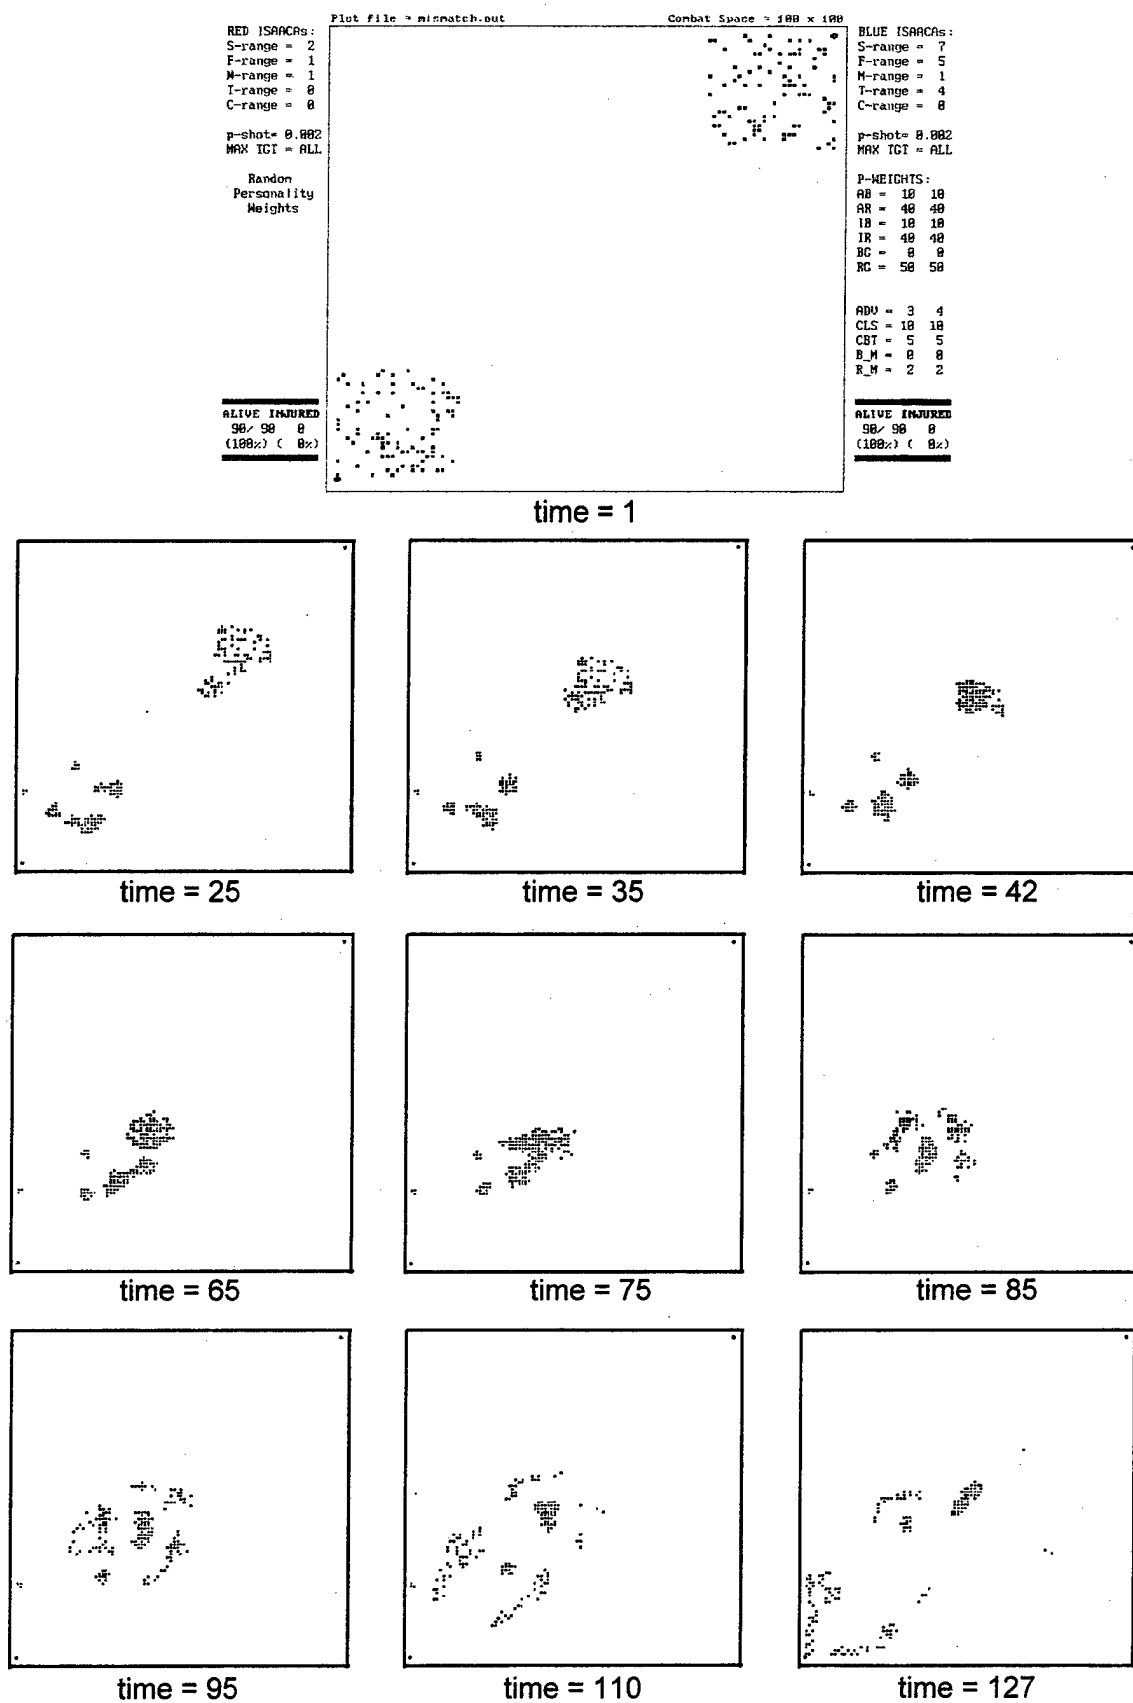 Plot file = mismatch.out
Combat Space = 100 x 100
RED ISAACAs:
S-range = 2
F-range = 1
M-range = 1
T-range = 0
C-range = 0
p-shot= 0.002
MAX TGT = ALL
Random
Personality
Weights
ALIVE INJURED
90/ 90 0
(100%) ( 0%)
BLUE ISAACAs:
S-range = 7
F-range = 5
M-range = 1
T-range = 4
C-range = 0
p-shot= 0.002
MAX TGT = ALL
P-WEIGHTS:
AB = 10 10
AR = 40 40
IB = 10 10
IR = 40 40
BG = 0 0
RG = 50 50
ADV = 3 4
CLS = 10 10
CBT = 5 5
B_M = 0 0
R_M = 2 2
ALIVE INJURED
90/ 90 0
(100%) ( 0%)
time = 1
time = 25
time = 35
time = 42
time = 65
time = 75
time = 85
time = 95
time = 110
time = 127